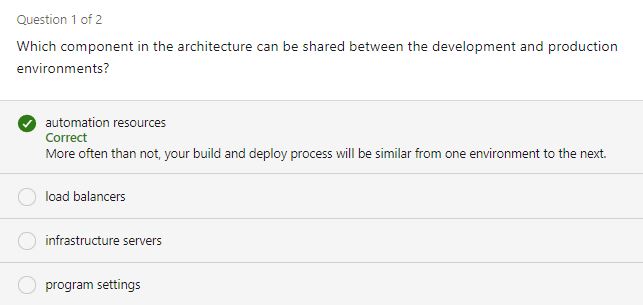 Question 1 of 2
Which component in the architecture can be shared between the development and production
environments?
automation resources
Correct
More often than not, your build and deploy process will be similar from one environment to the next.
load balancers
infrastructure servers
program settings